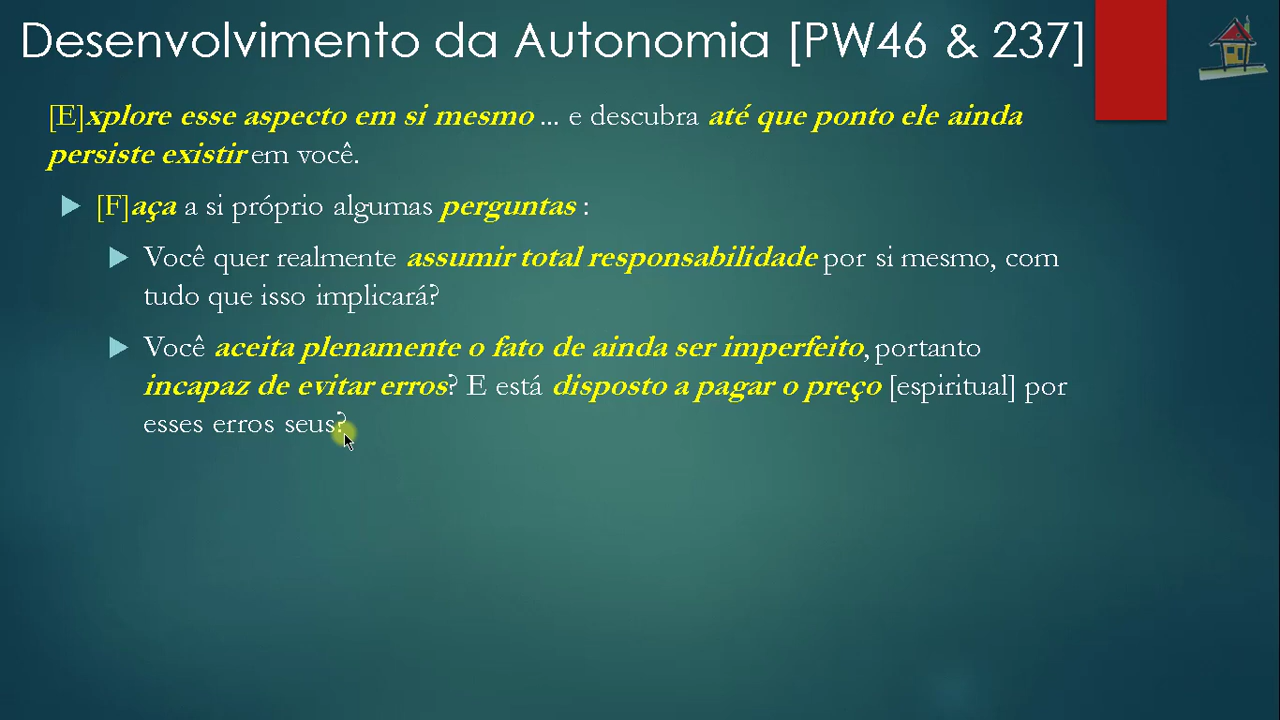 Desenvolvimento da Autonomia [PW46 & 237]
[E]xplore esse aspecto em si mesmo ... e descubra até que ponto ele ainda
persiste existir em você.
[F]aça a si próprio algumas perguntas :
Você quer realmente assumir total responsabilidade por si mesmo, com
tudo que isso implicará?
Você aceita plenamente o fato de ainda ser imperfeito, portanto
incapaz de evitar erros? E está disposto a pagar o preço [espiritual] por
esses erros seus?